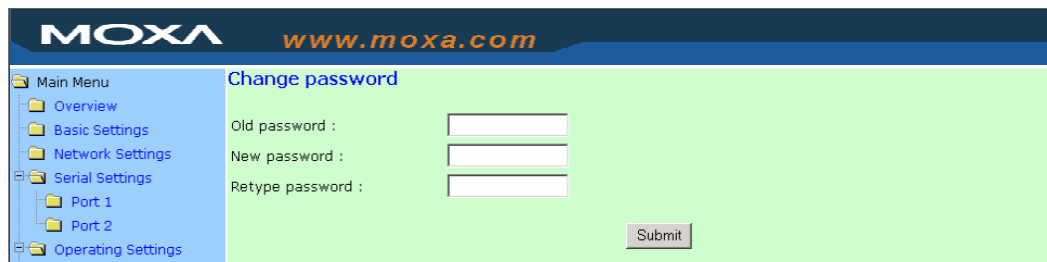 MOXA www.moxa.com
Main Menu
Overview
Basic Settings
Network Settings
Serial Settings
Port 1
Port 2
Operating Settings
Change password
Old password :
New password :
Retype password :
Submit